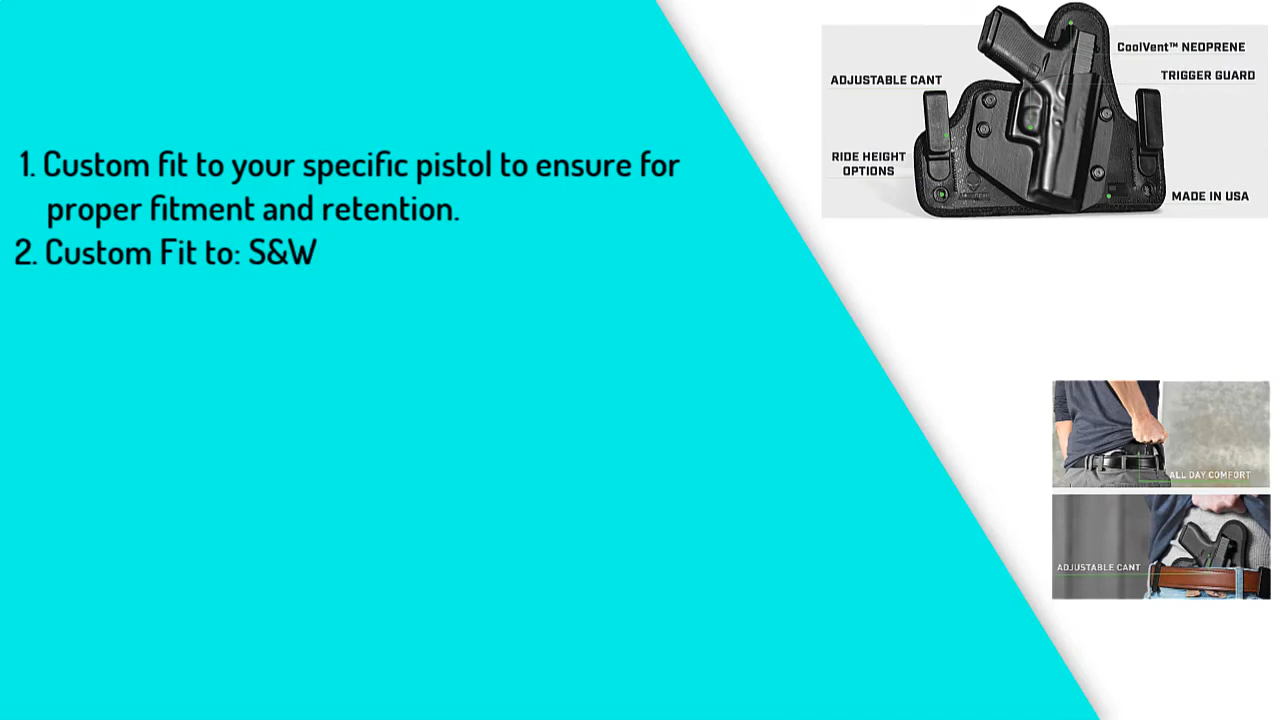 1. Custom fit to your specific pistol to ensure for
proper fitment and retention.
2. Custom Fit to: S&W
CoolVent™ NEOPRENE
TRIGGER GUARD
ADJUSTABLE CANT
RIDE HEIGHT
OPTIONS
MADE IN USA
ALL DAY COMFORT
ADJUSTABLE CANT